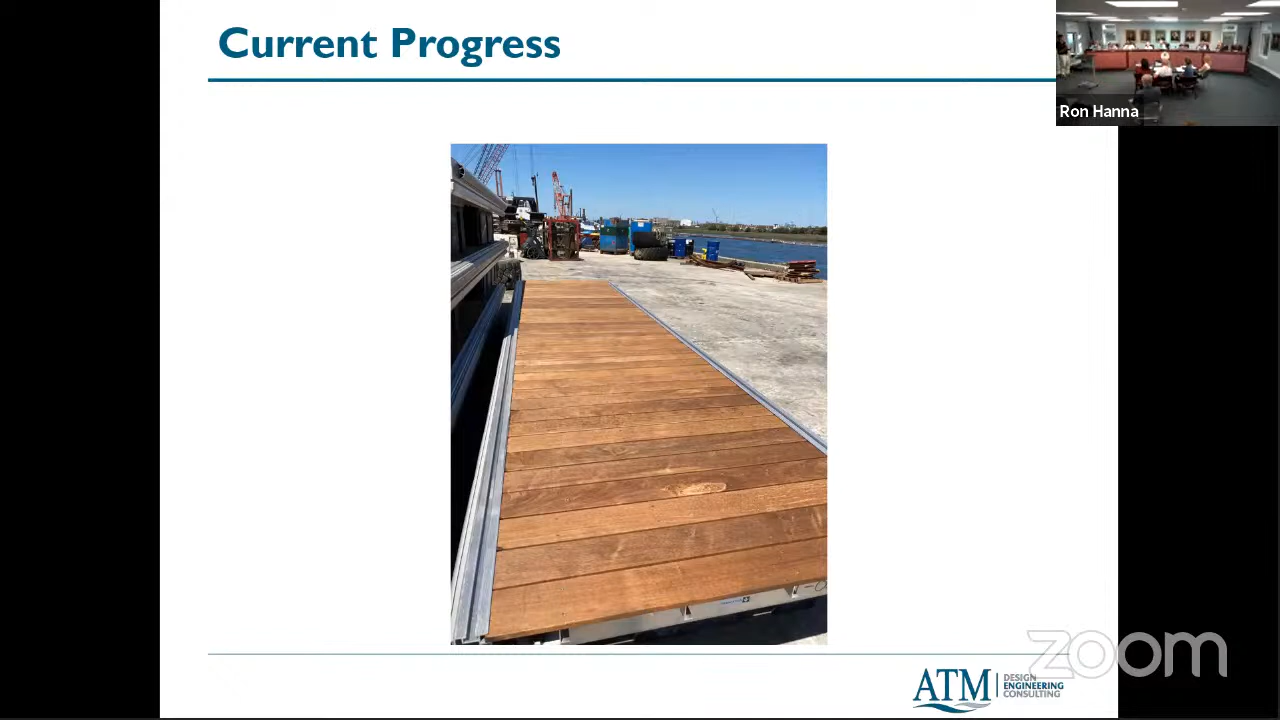 Current Progress
Ron Hanna
zoom
ATM
DESIGN
ENGINEERING
CONSULTING